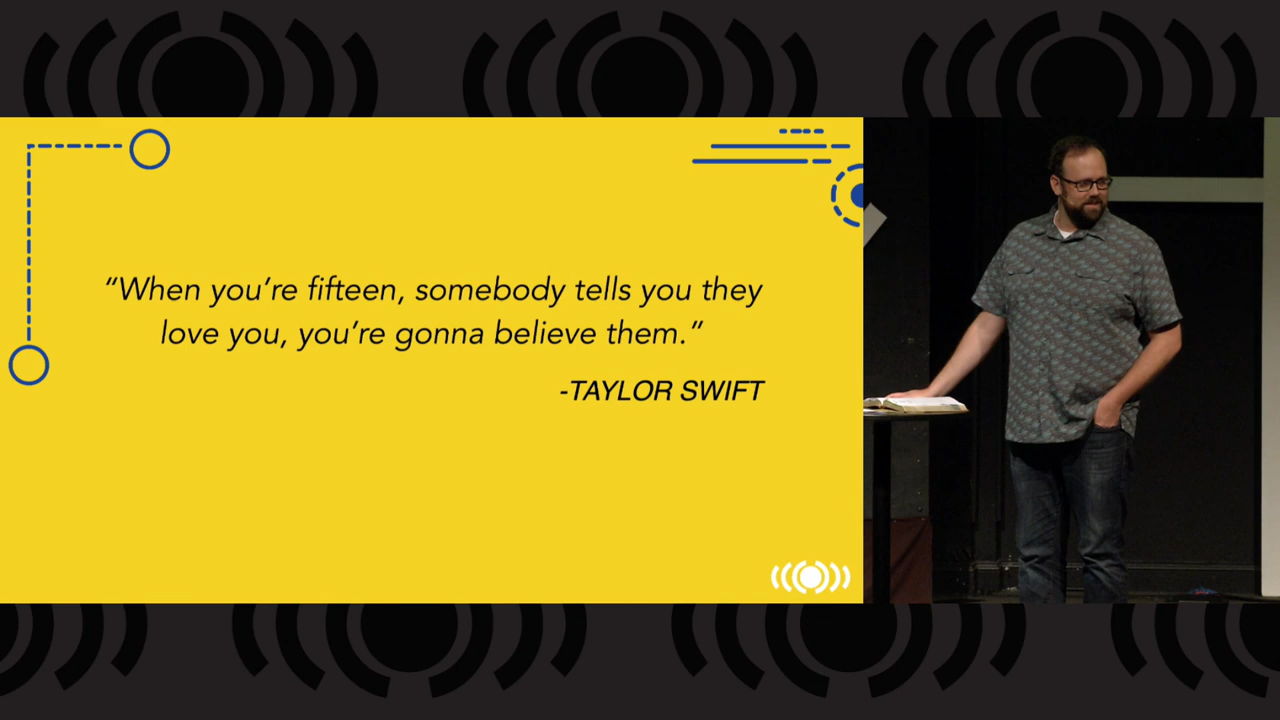 “When you’re fifteen, somebody tells you they
love you, you’re gonna believe them.”
-TAYLOR SWIFT